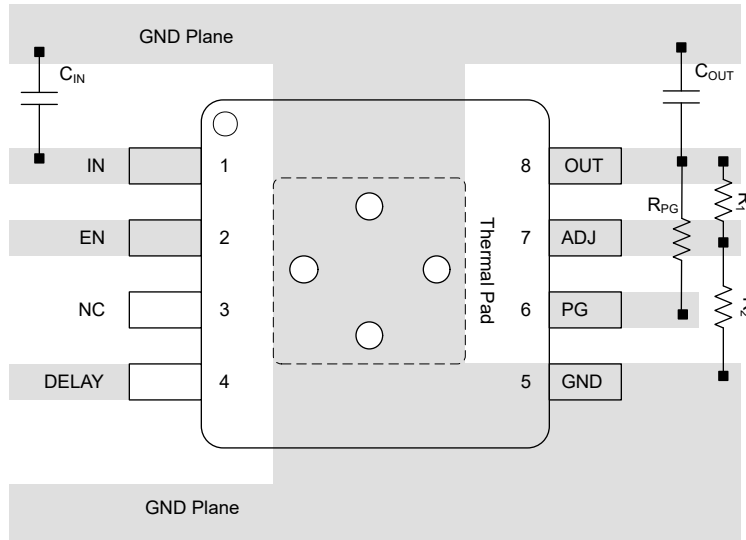 GND Plane
C_IN
C_OUT
IN
1
8
OUT
R_PG
R_1
EN
2
7
ADJ
Thermal Pad
NC
3
6
PG
DELAY
4
5
GND
GND Plane